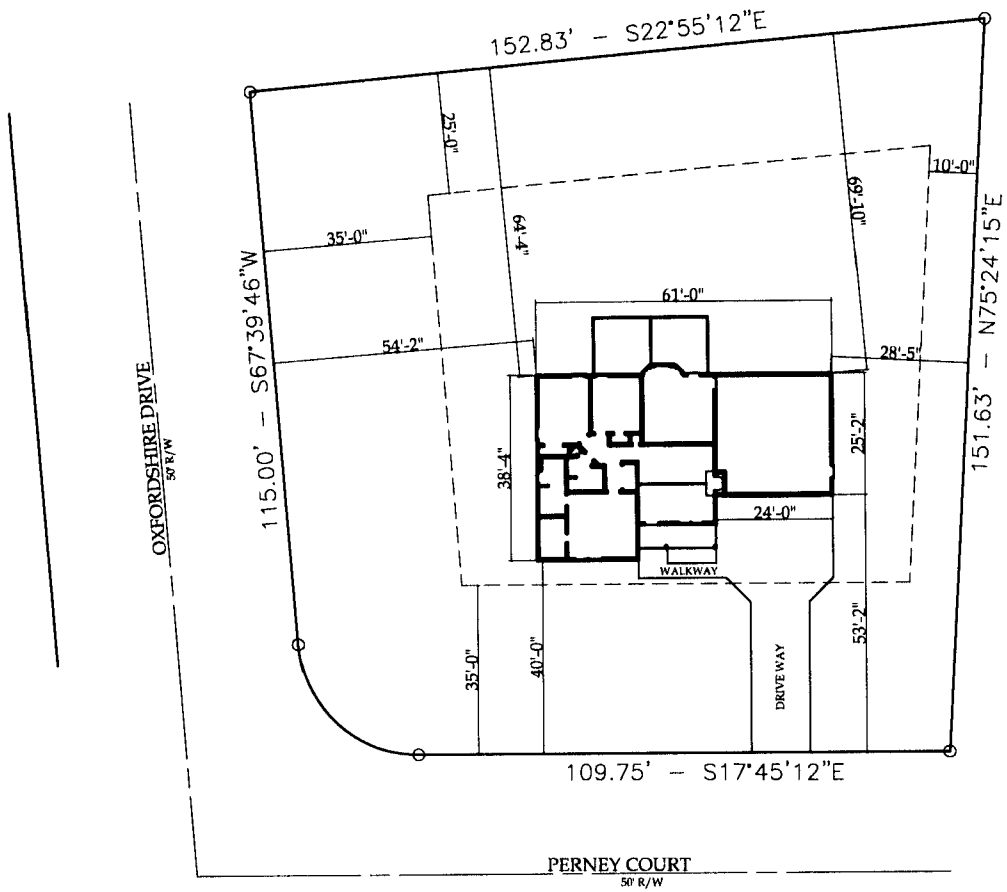 152.83' – S22°55'12"E
25'-0"
10'-0"
69'-10"
64'-4"
35'-0"
115.00' – S67°39'46"W
151.63' – N75°24'15"E
61'-0"
54'-2"
28'-5"
OXFORDSHIRE DRIVE
50' R/W
38'-4"
25'-2"
24'-0"
WALKWAY
35'-0"
40'-0"
DRIVEWAY
53'-2"
109.75' – S17°45'12"E
PERNEY COURT
50' R/W